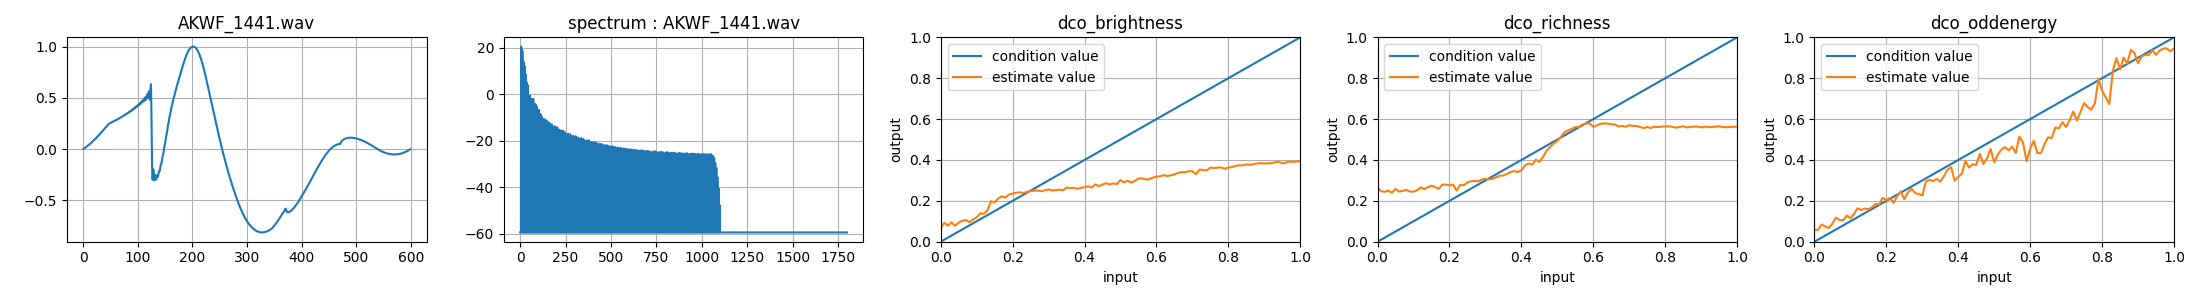 AKWF_1441.wav
1.0
0.5
0.0
−0.5
0 100 200 300 400 500 600
spectrum : AKWF_1441.wav
20
0
−20
−40
−60
0 250 500 750 1000 1250 1500 1750
dco_brightness
condition value
estimate value
output
1.0
0.8
0.6
0.4
0.2
0.0
0.0 0.2 0.4 0.6 0.8 1.0
input
dco_richness
condition value
estimate value
output
1.0
0.8
0.6
0.4
0.2
0.0
0.0 0.2 0.4 0.6 0.8 1.0
input
dco_oddenergy
condition value
estimate value
output
1.0
0.8
0.6
0.4
0.2
0.0
0.0 0.2 0.4 0.6 0.8 1.0
input